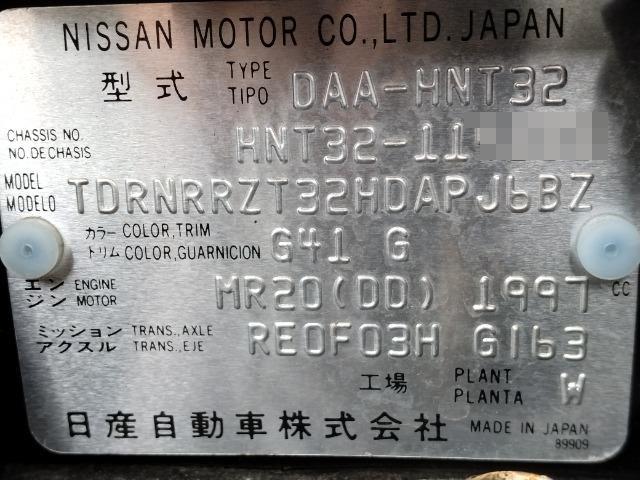 NISSAN MOTOR CO.,LTD. JAPAN
型式 TYPE TIPO DAA-HNT32
CHASSIS NO. NO.DECHASIS HNT32-11
MODEL MODELO TDRNRRZT32HDAPJ6BZ
カラー COLOR,TRIM トリム COLOR,GUARNICION G41 G
エンジン ENGINE MOTOR MR20(DD) 1997 CC
ミッション TRANS.,AXLE アクスル TRANS.,EJE RE0F03H G163
工場 PLANT PLANTA W
日産自動車株式会社 MADE IN JAPAN
89909